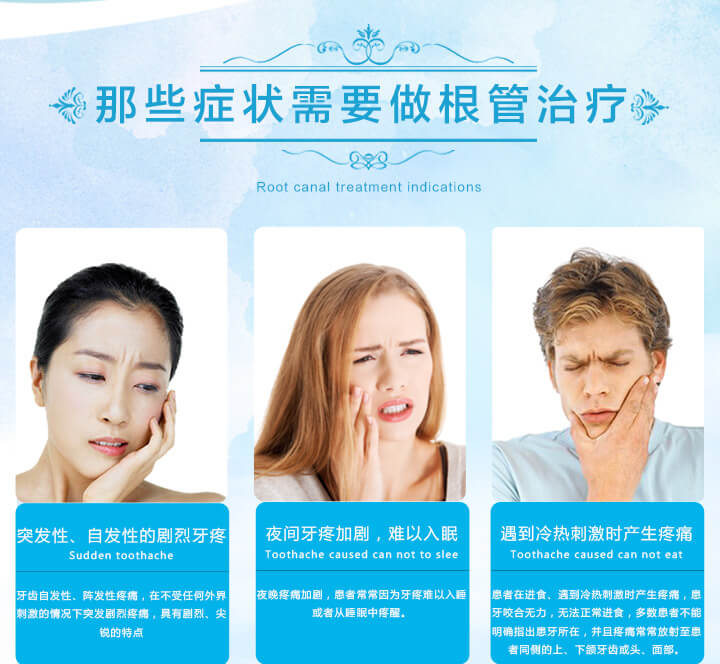 那些症状需要做根管治疗
Root canal treatment indications
突发性、自发性的剧烈牙疼
Sudden toothache
牙齿自发性、阵发性疼痛，在不受任何外界
刺激的情况下突发剧烈疼痛，具有剧烈、尖
锐的特点
夜间牙疼加剧，难以入眠
Toothache caused can not to slee
夜晚疼痛加剧，患者常常因为牙疼难以入睡
或者从睡眠中疼醒。
遇到冷热刺激时产生疼痛
Toothache caused can not eat
患者在进食、遇到冷热刺激时产生疼痛，患
牙咬合无力，无法正常进食，多数患者不能
明确指出患牙所在，并且疼痛常常放射至患
者同侧的上、下颌牙齿或头、面部。